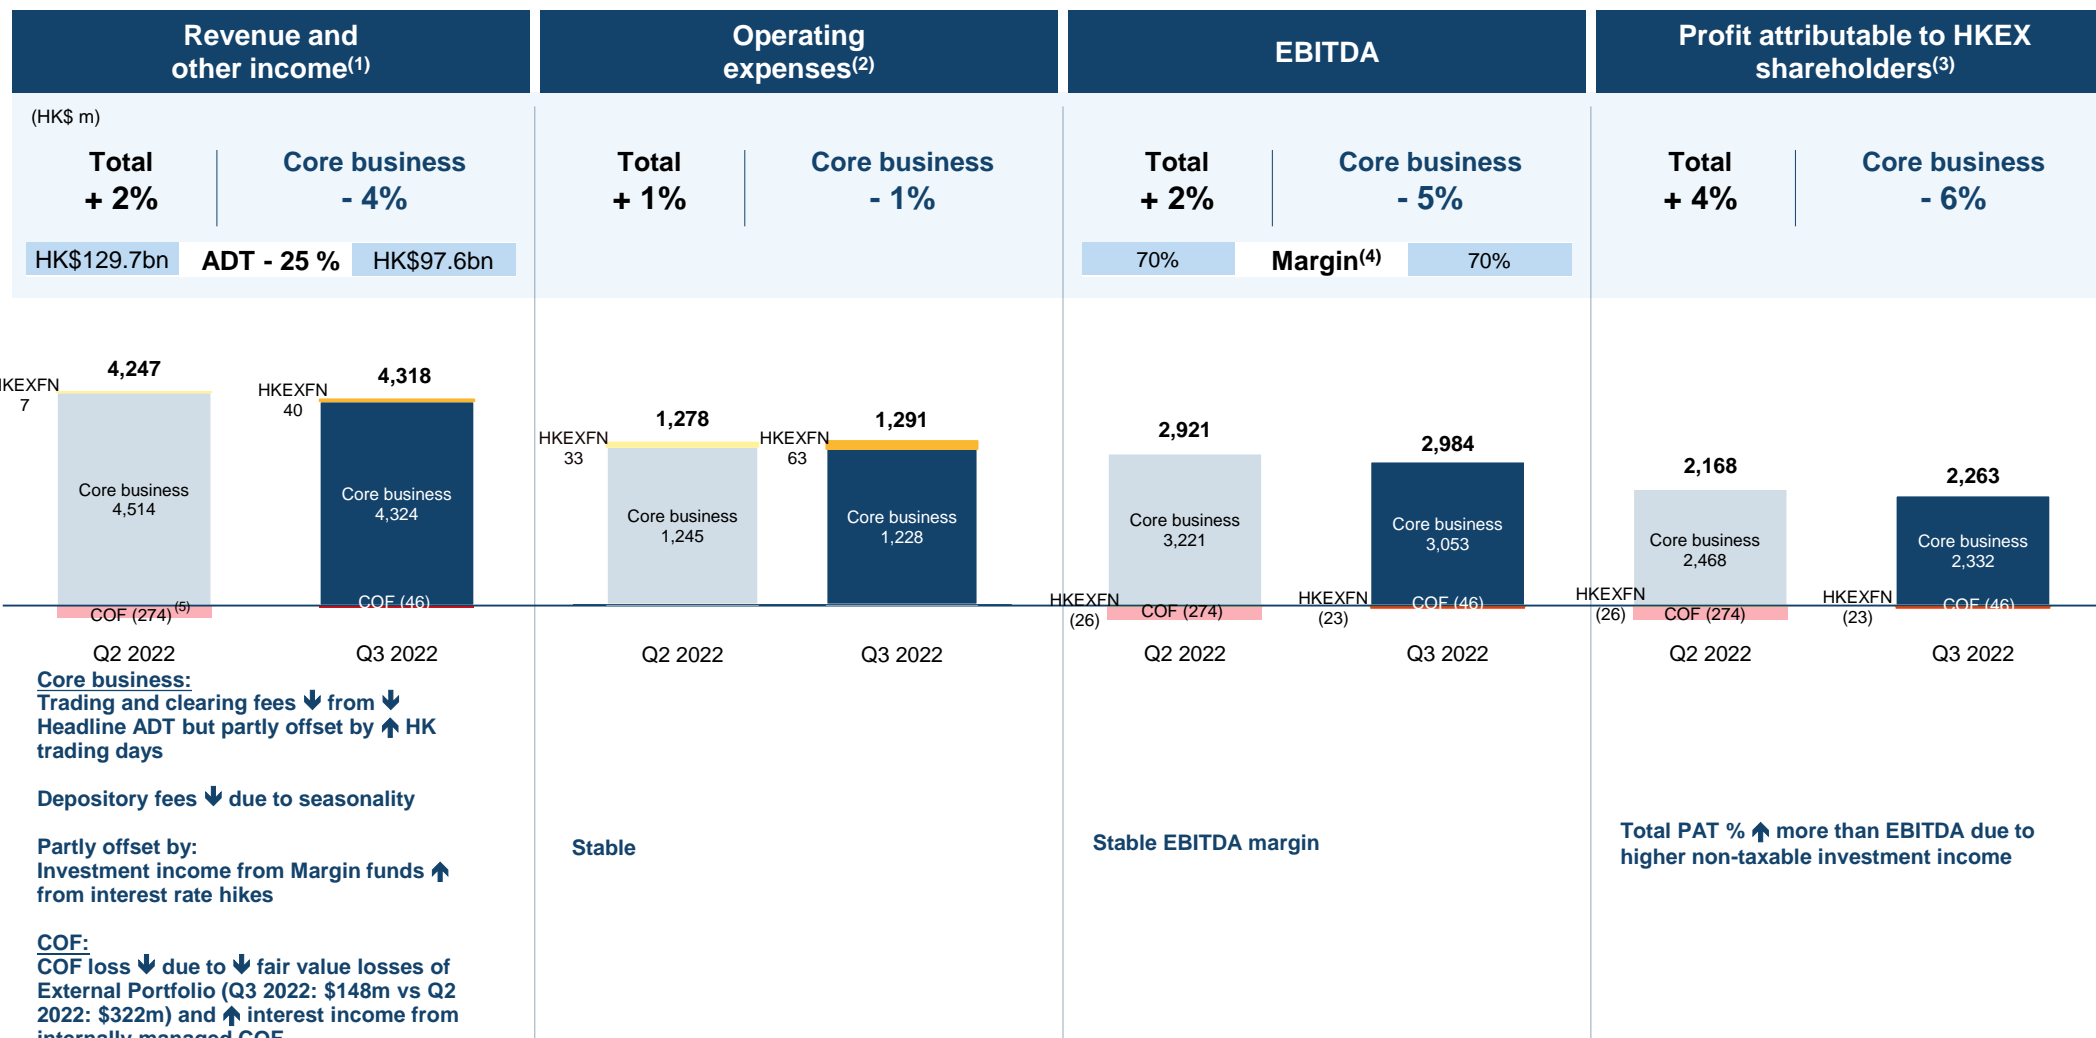 Revenue and
other income(1)
Operating
expenses(2)
EBITDA
Profit attributable to HKEX
shareholders(3)
(HK$ m)
Total
+ 2%
Core business
- 4%
HK$129.7bn
ADT - 25 %
HK$97.6bn
Total
+ 1%
Core business
- 1%
Total
+ 2%
Core business
- 5%
70%
Margin(4)
70%
Total
+ 4%
Core business
- 6%
4,247
HKEXFN
7
Core business
4,514
COF (274)(5)
Q2 2022
4,318
HKEXFN
40
Core business
4,324
COF (46)
Q3 2022
1,278
HKEXFN
33
Core business
1,245
Q2 2022
1,291
HKEXFN
63
Core business
1,228
Q3 2022
2,921
Core business
3,221
HKEXFN
(26)
COF (274)
Q2 2022
2,984
Core business
3,053
HKEXFN
(23)
COF (46)
Q3 2022
2,168
Core business
2,468
HKEXFN
(26)
COF (274)
Q2 2022
2,263
Core business
2,332
HKEXFN
(23)
COF (46)
Q3 2022
Core business:
Trading and clearing fees 🡻 from 🡻
Headline ADT but partly offset by 🡹 HK
trading days
Depository fees 🡻 due to seasonality
Partly offset by:
Investment income from Margin funds 🡹
from interest rate hikes
COF:
COF loss 🡻 due to 🡻 fair value losses of
External Portfolio (Q3 2022: $148m vs Q2
2022: $322m) and 🡹 interest income from
internally managed COF
Stable
Stable EBITDA margin
Total PAT % 🡹 more than EBITDA due to
higher non-taxable investment income